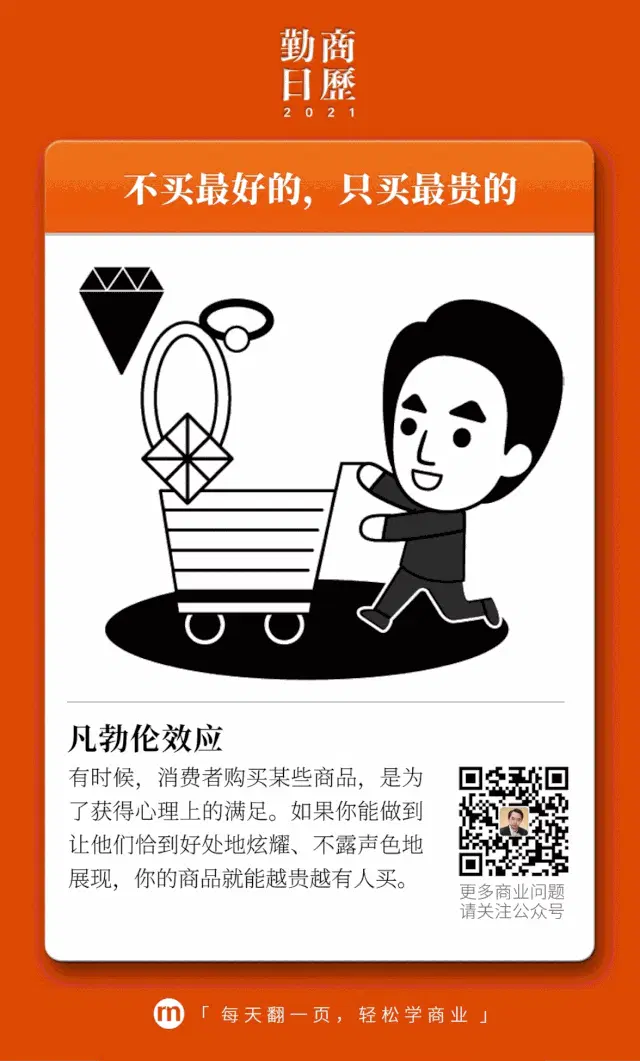 勤商
日歷
2021
不买最好的，只买最贵的
凡勃伦效应
有时候，消费者购买某些商品，是为
了获得心理上的满足。如果你能做到
让他们恰到好处地炫耀、不露声色地
展现，你的商品就能越贵越有人买。
更多商业问题
请关注公众号
rm
「每天翻一页，轻松学商业」